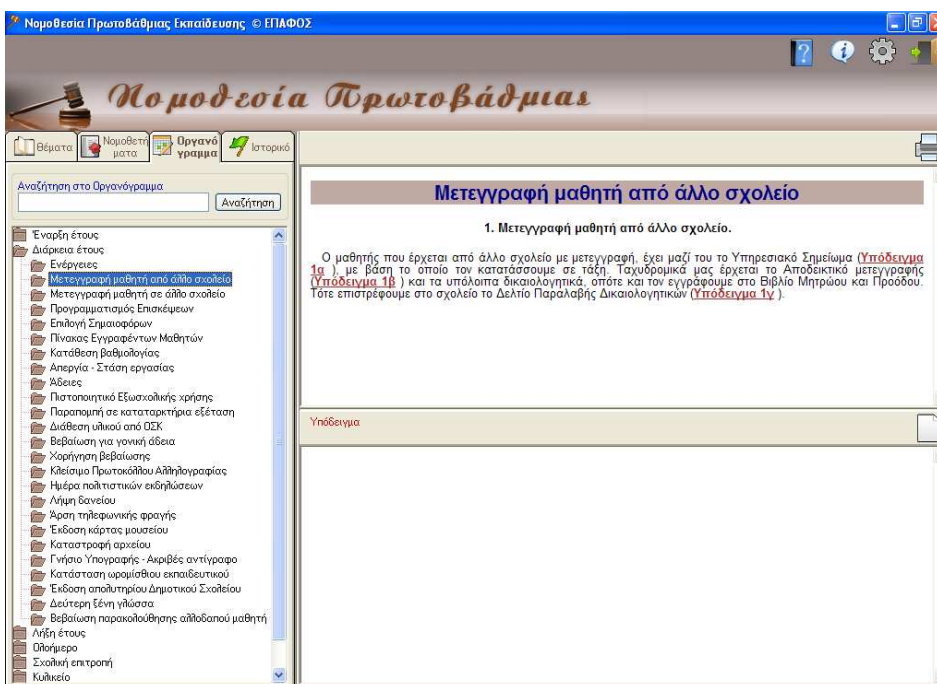 Νομοθεσία Πρωτοβάθμιας Εκπαίδευσης © ΕΠΑΦΟΣ
Νομοθεσία Πρωτοβάθμιας
Θέματα
Νομοθετή
ματα
Οργανό
γραμμα
Ιστορικό
Αναζήτηση στο Οργανόγραμμα
Αναζήτηση
Έναρξη έτους
Διάρκεια έτους
Ενέργειες
Μετεγγραφή μαθητή από άλλο σχολείο
Μετεγγραφή μαθητή σε άλλο σχολείο
Προγραμματισμός Επισκέψεων
Επιλογή Σημαιοφόρων
Πίνακας Εγγραφέντων Μαθητών
Κατάθεση βαθμολογίας
Απεργία - Στάση εργασίας
Άδειες
Πιστοποιητικό Εξωσχολικής χρήσης
Παραπομπή σε καταταρκτήρια εξέταση
Διάθεση υλικού από ΟΣΚ
Βεβαίωση για γονική άδεια
Χορήγηση βεβαίωσης
Κλείσιμο Πρωτοκόλλου Αλληλογραφίας
Ημέρα πολιτιστικών εκδηλώσεων
Λήψη δανείου
Άρση τηλεφωνικής φραγής
Έκδοση κάρτας μουσείου
Καταστροφή αρχείου
Γνήσιο Υπογραφής - Ακριβές αντίγραφο
Κατάσταση ωρομίσθιου εκπαιδευτικού
Έκδοση απολυτηρίου Δημοτικού Σχολείου
Δεύτερη ξένη γλώσσα
Βεβαίωση παρακολούθησης αλλοδαπού μαθητή
Λήξη έτους
Ολοήμερο
Σχολική επιτροπή
Κυλικείο
Μετεγγραφή μαθητή από άλλο σχολείο
1. Μετεγγραφή μαθητή από άλλο σχολείο.
Ο μαθητής που έρχεται από άλλο σχολείο με μετεγγραφή, έχει μαζί του το Υπηρεσιακό Σημείωμα (Υπόδειγμα
1α ), με βάση το οποίο τον κατατάσσουμε σε τάξη. Ταχυδρομικά μας έρχεται το Αποδεικτικό μετεγγραφής
(Υπόδειγμα 1β ) και τα υπόλοιπα δικαιολογητικά, οπότε και τον εγγράφουμε στο Βιβλίο Μητρώου και Προόδου.
Τότε επιστρέφουμε στο σχολείο το Δελτίο Παραλαβής Δικαιολογητικών (Υπόδειγμα 1γ ).
Υπόδειγμα